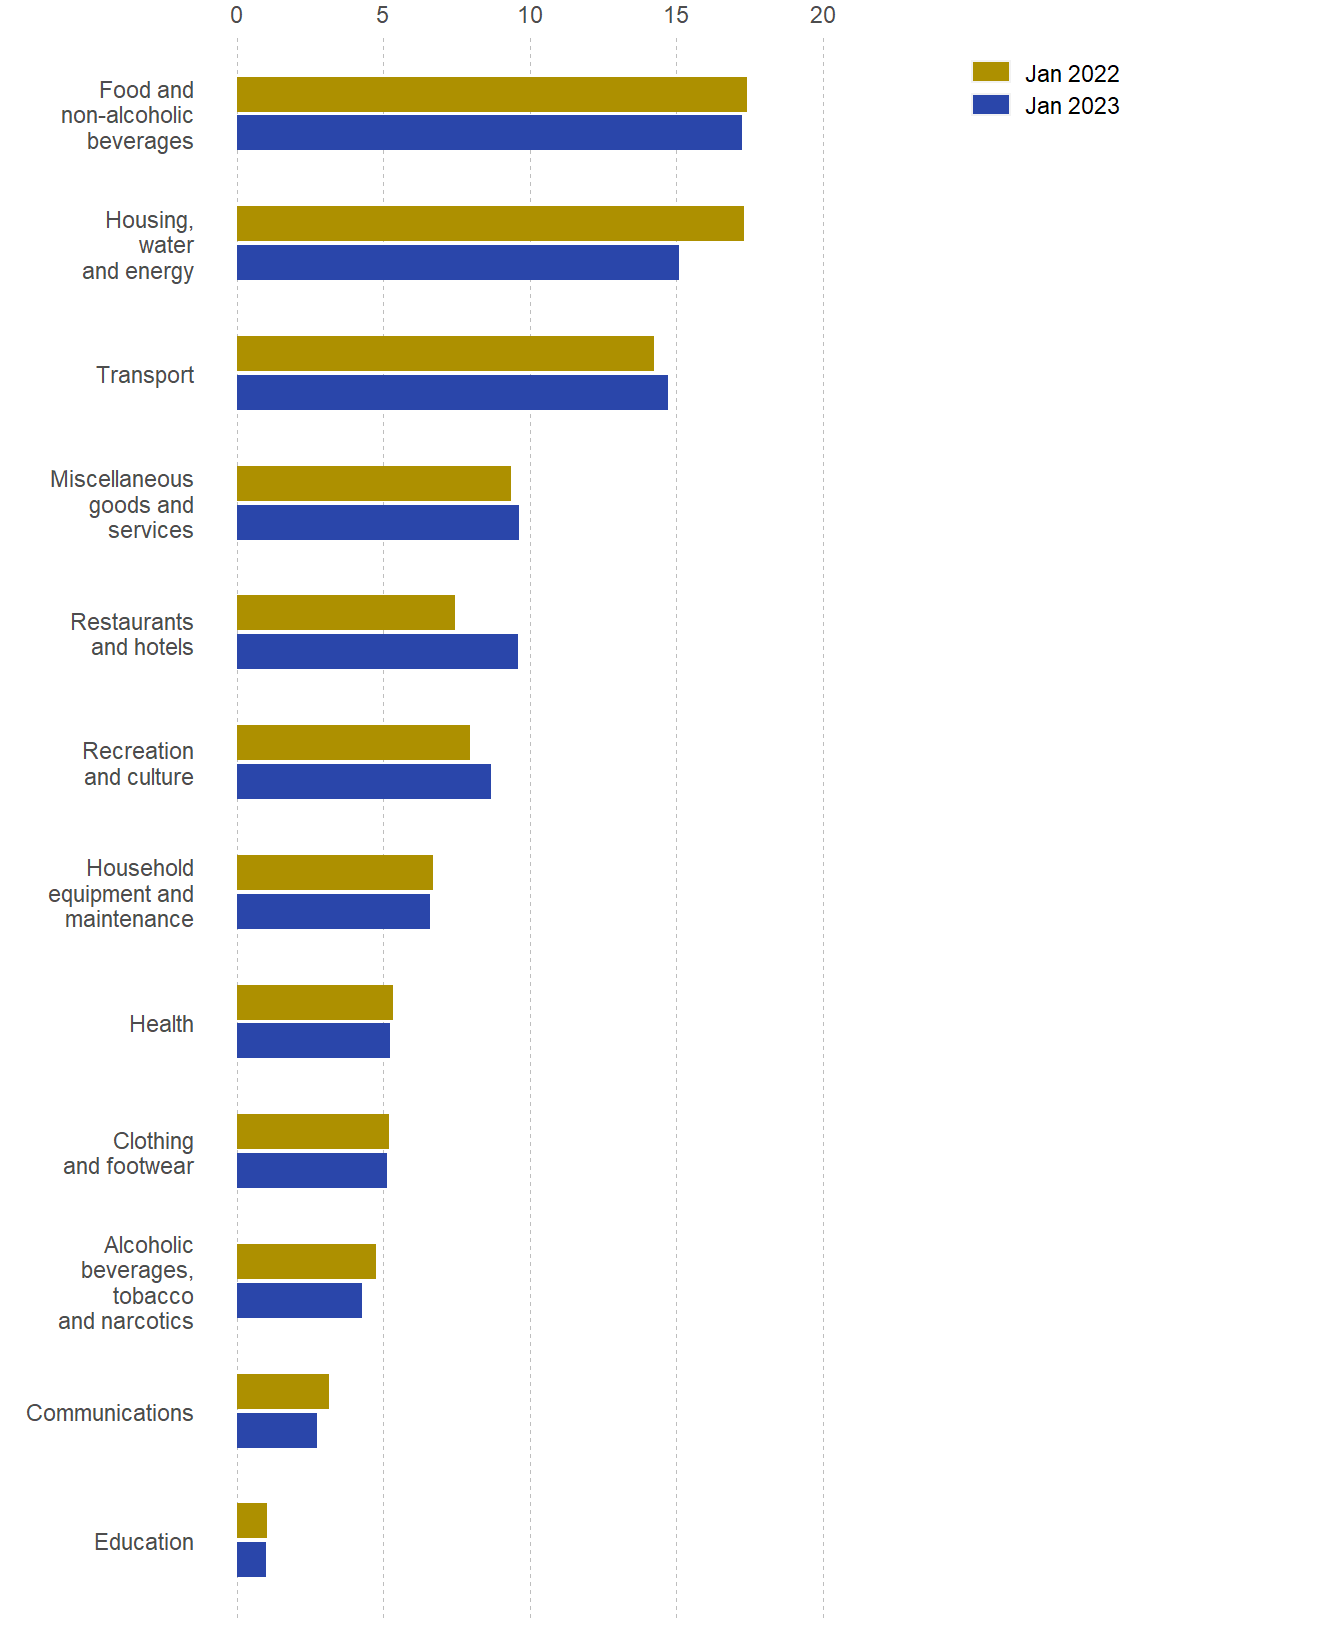 0 5 10 15 20
Jan 2022
Jan 2023
Food and
non-alcoholic
beverages
Housing,
water
and energy
Transport
Miscellaneous
goods and
services
Restaurants
and hotels
Recreation
and culture
Household
equipment and
maintenance
Health
Clothing
and footwear
Alcoholic
beverages,
tobacco
and narcotics
Communications
Education